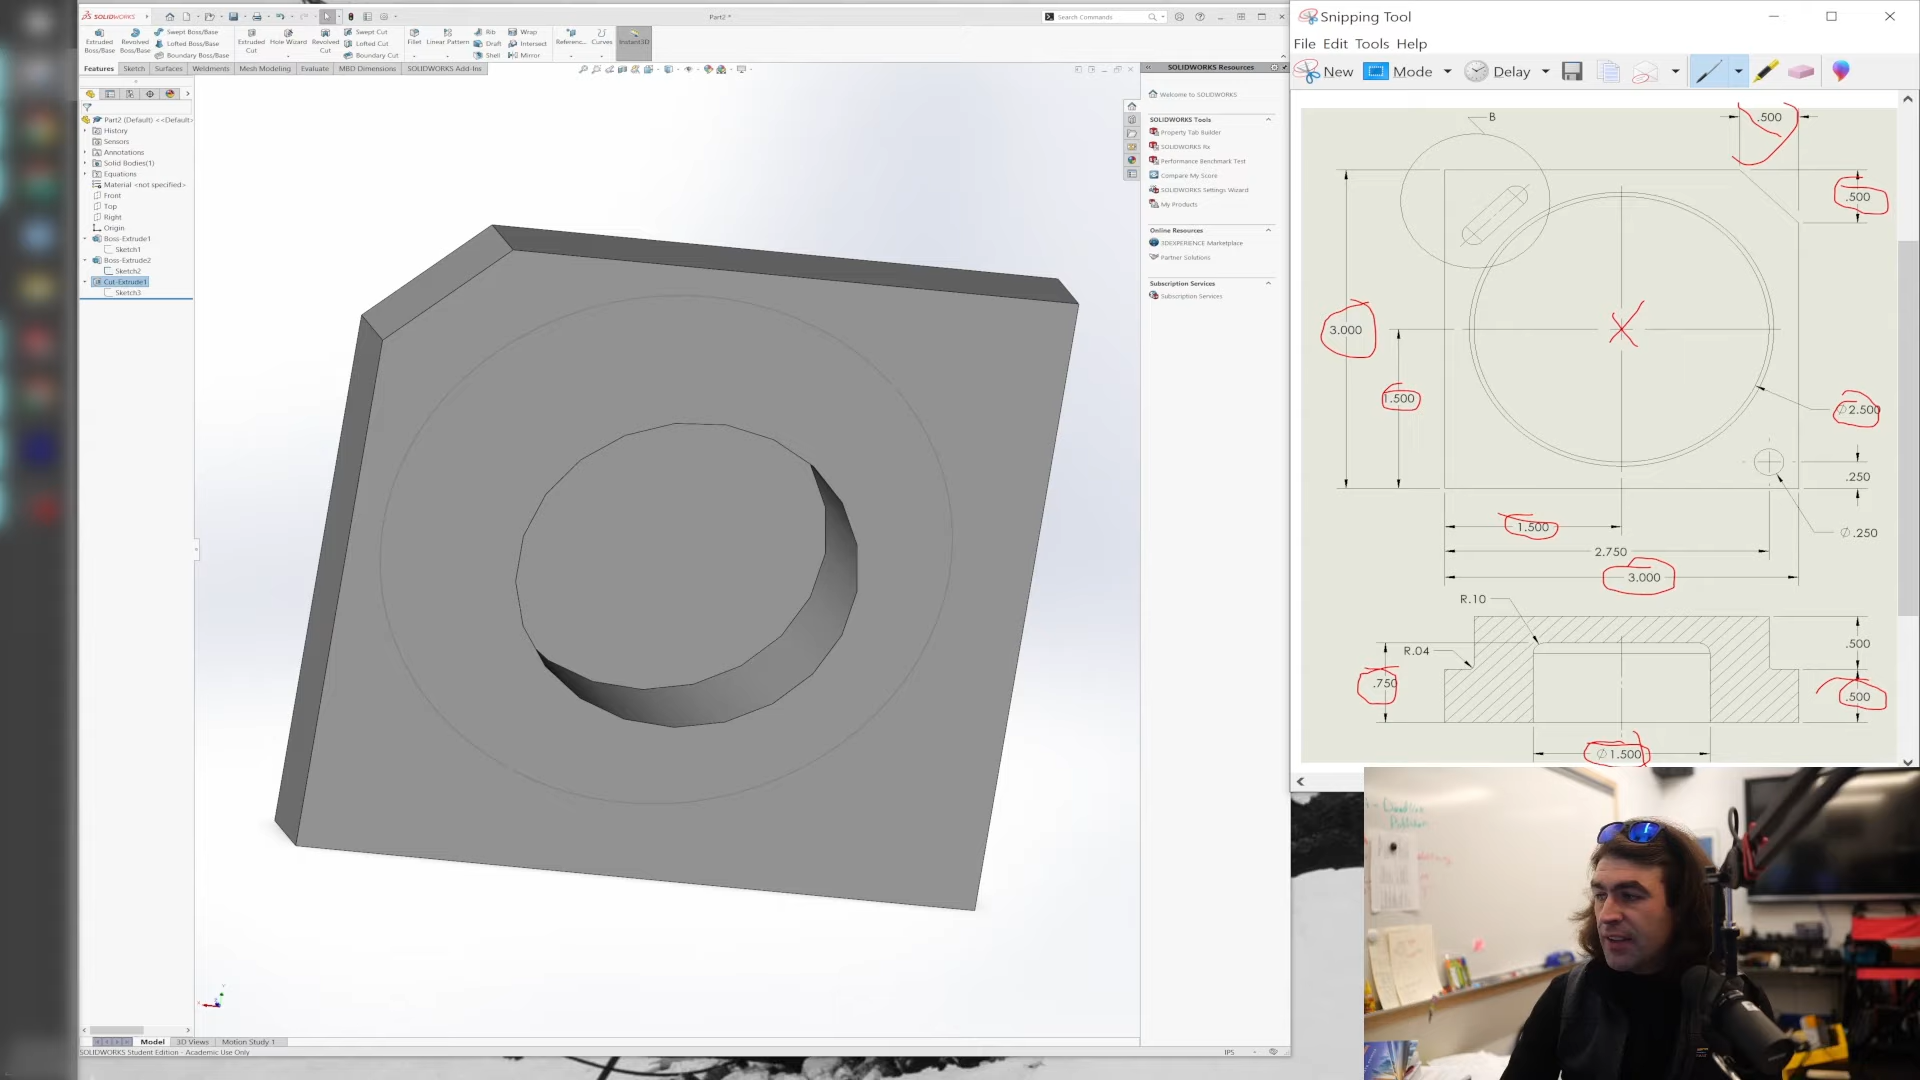 SOLIDWORKS
Part2 *
Search Commands
Extruded Boss/Base
Revolved Boss/Base
Swept Boss/Base
Lofted Boss/Base
Boundary Boss/Base
Extruded Cut
Hole Wizard
Revolved Cut
Swept Cut
Lofted Cut
Boundary Cut
Fillet
Linear Pattern
Rib
Draft
Shell
Wrap
Intersect
Mirror
Referenc...
Curves
Instant3D
Features
Sketch
Surfaces
Weldments
Mesh Modeling
Evaluate
MBD Dimensions
SOLIDWORKS Add-Ins
Part2 (Default) <<Default>
History
Sensors
Annotations
Solid Bodies(1)
Equations
Material <not specified>
Front
Top
Right
Origin
Boss-Extrude1
Sketch1
Boss-Extrude2
Sketch2
Cut-Extrude1
Sketch3
SOLIDWORKS Resources
Welcome to SOLIDWORKS
SOLIDWORKS Tools
Property Tab Builder
SOLIDWORKS Rx
Performance Benchmark Test
Compare My Score
SOLIDWORKS Settings Wizard
My Products
Online Resources
3DEXPERIENCE Marketplace
Partner Solutions
Subscription Services
Subscription Services
Model
3D Views
Motion Study 1
SOLIDWORKS Student Edition - Academic Use Only
IPS
Snipping Tool
File Edit Tools Help
New Mode Delay
B
.500
.500
3.000
X
1.500
Ø2.500
.250
1.500
Ø.250
2.750
3.000
R.10
R.04
.500
.750
.500
Ø1.500